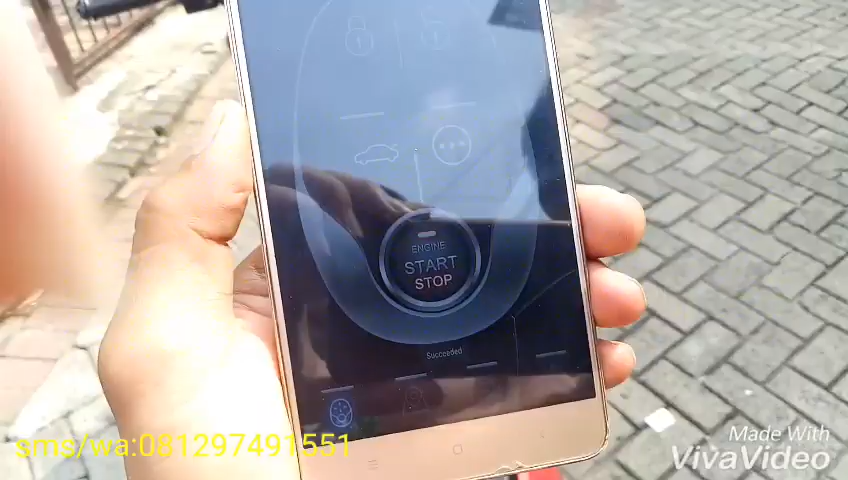 ENGINE
START
STOP
Succeeded
sms/wa:081297491551
Made With
VivaVideo